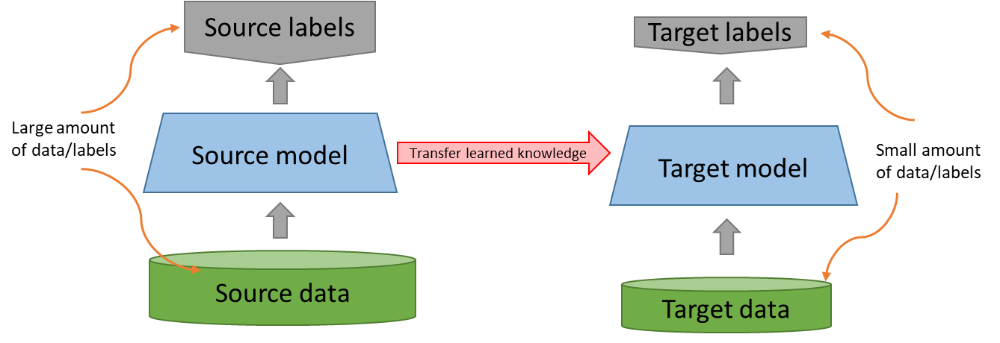 Source labels
Target labels
Large amount
of data/labels
Source model
Transfer learned knowledge
Target model
Small amount
of data/labels
Source data
Target data